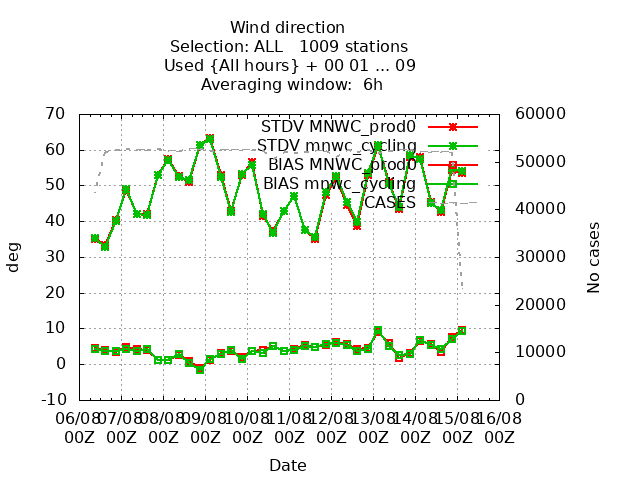 Wind direction
Selection: ALL   1009 stations
Used {All hours} + 00 01 ... 09
Averaging window:  6h
STDV MNWC_prod0
STDV mnwc_cycling
BIAS MNWC_prod0
BIAS mnwc_cycling
CASES
70
60
50
40
30
20
10
0
-10
deg
60000
50000
40000
30000
20000
10000
0
No cases
06/08 07/08 08/08 09/08 10/08 11/08 12/08 13/08 14/08 15/08 16/08
00Z 00Z 00Z 00Z 00Z 00Z 00Z 00Z 00Z 00Z 00Z
Date